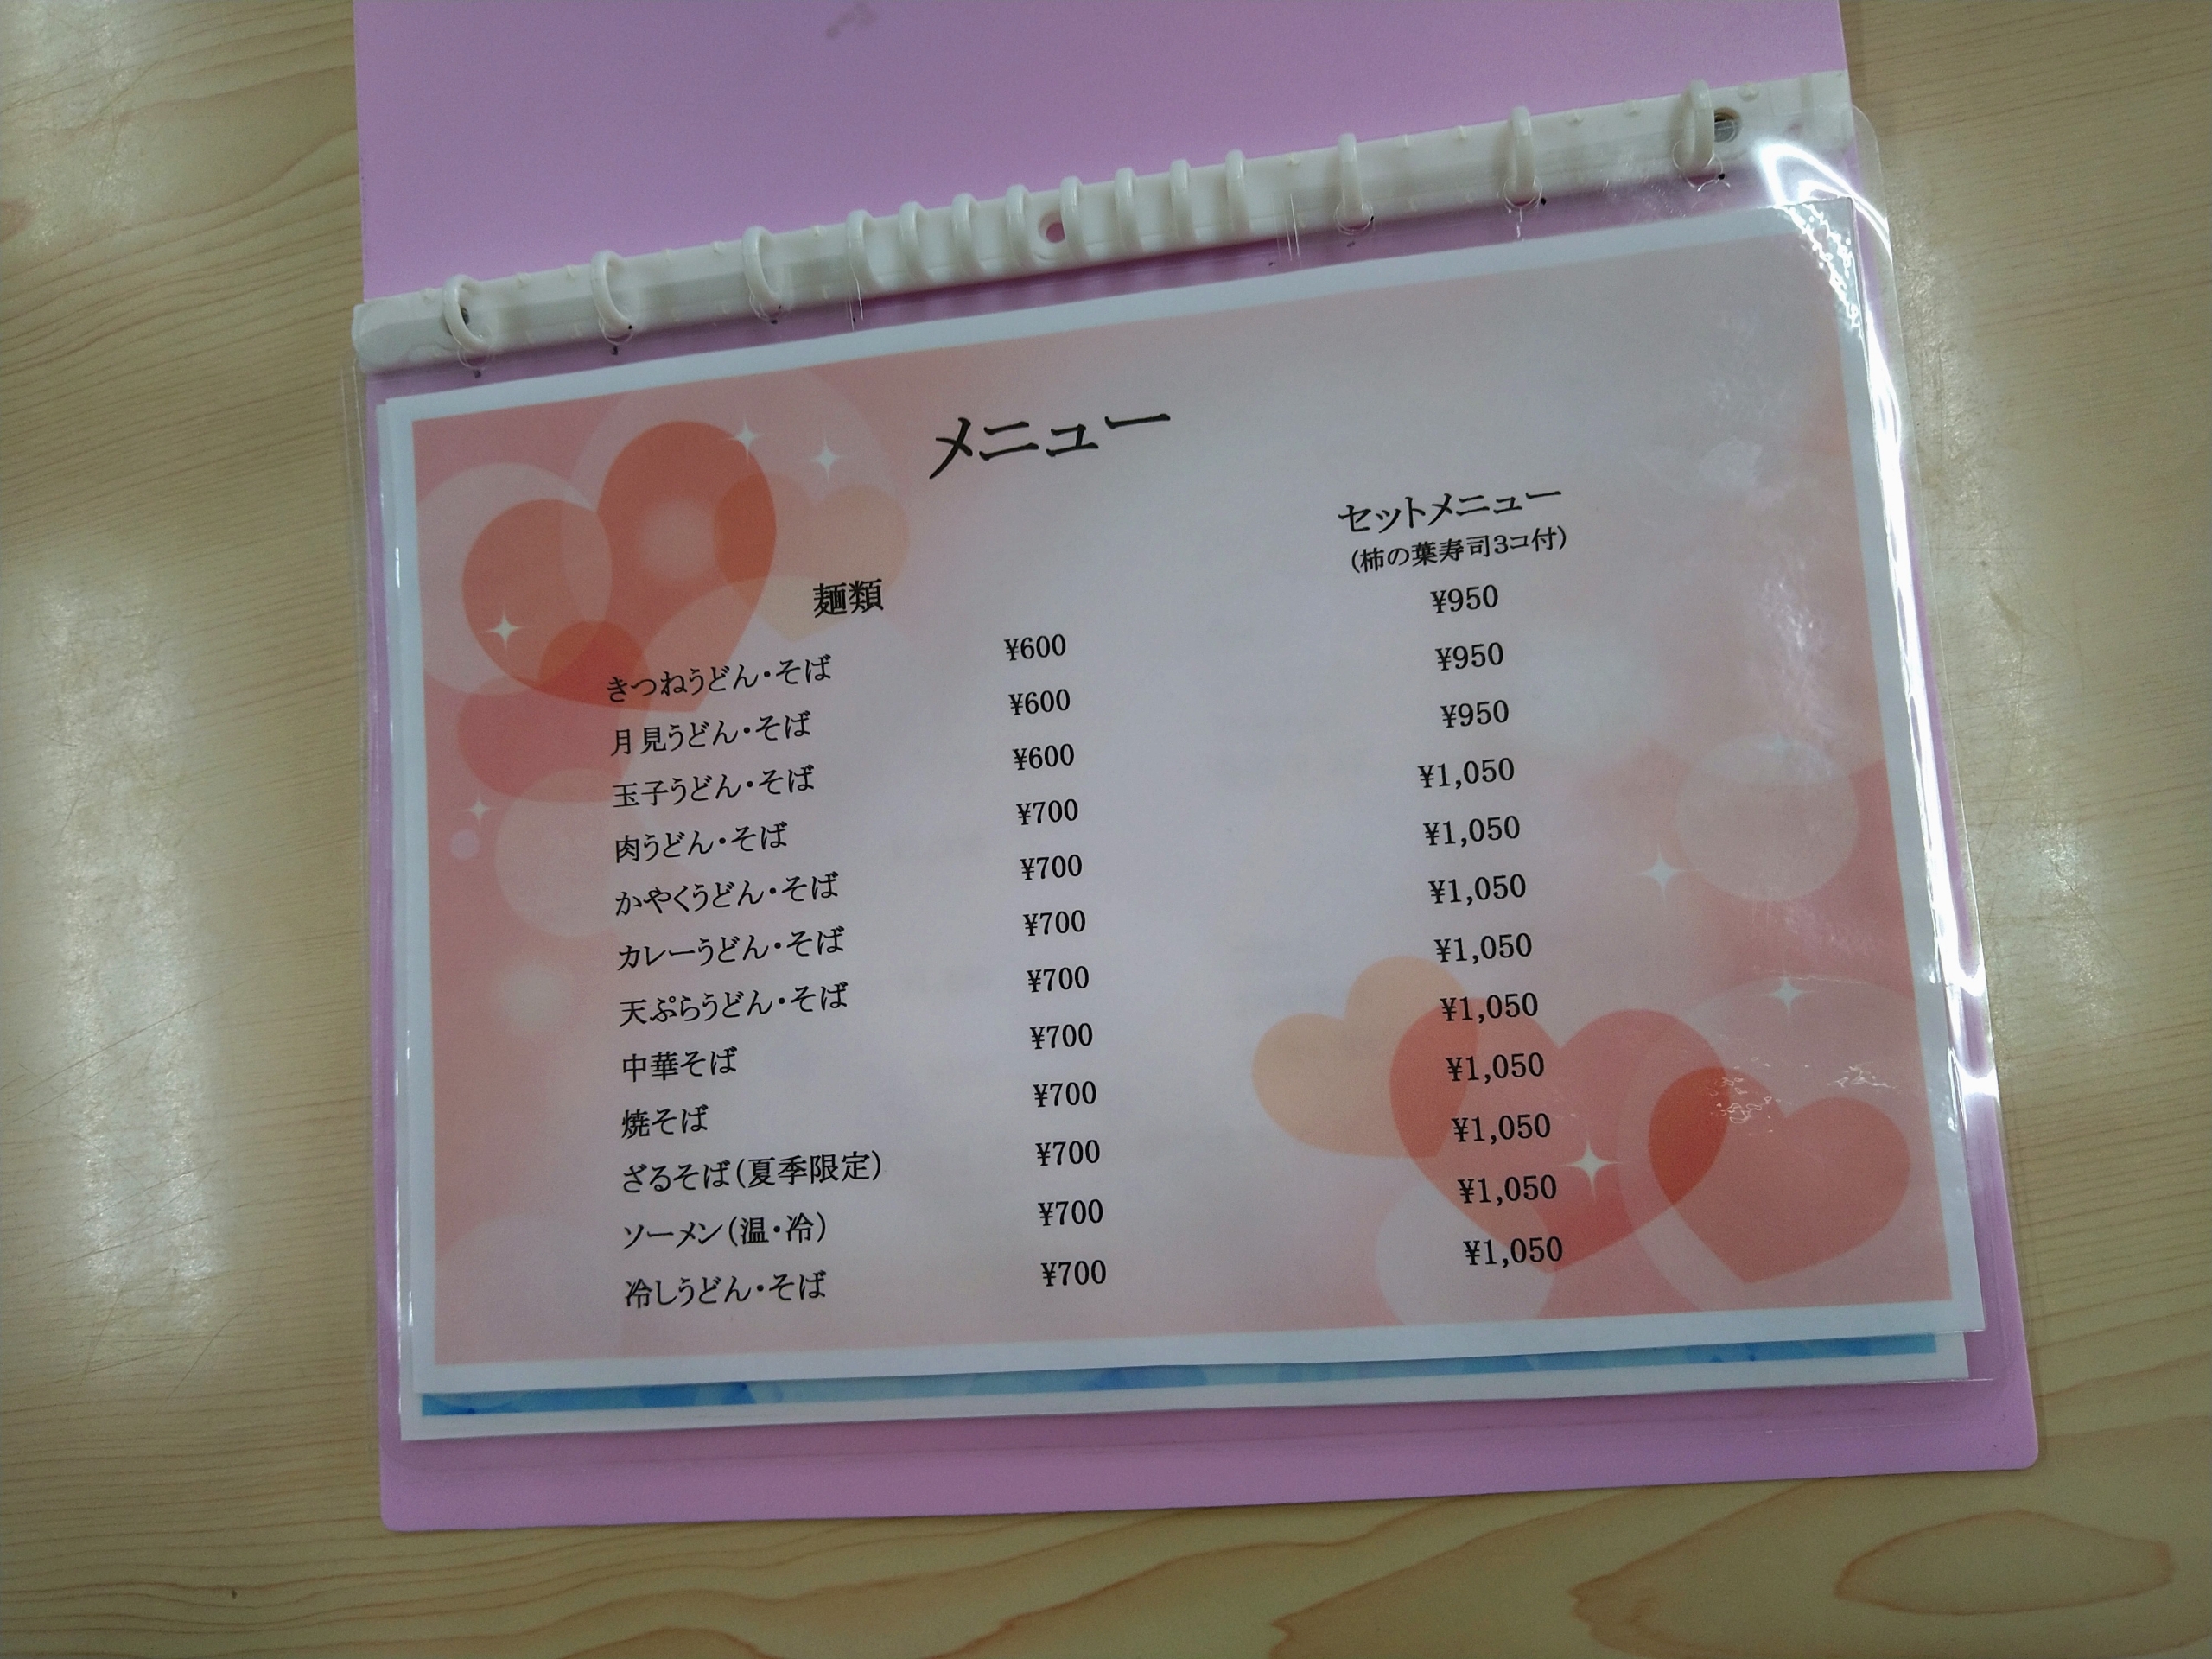 メニュー
セットメニュー
(柿の葉寿司3コ付)
麺類
きつねうどん・そば ¥600 ¥950
月見うどん・そば ¥600 ¥950
玉子うどん・そば ¥600 ¥950
肉うどん・そば ¥700 ¥1,050
かやくうどん・そば ¥700 ¥1,050
カレーうどん・そば ¥700 ¥1,050
天ぷらうどん・そば ¥700 ¥1,050
中華そば ¥700 ¥1,050
焼そば ¥700 ¥1,050
ざるそば(夏季限定) ¥700 ¥1,050
ソーメン(温・冷) ¥700 ¥1,050
冷しうどん・そば ¥700 ¥1,050